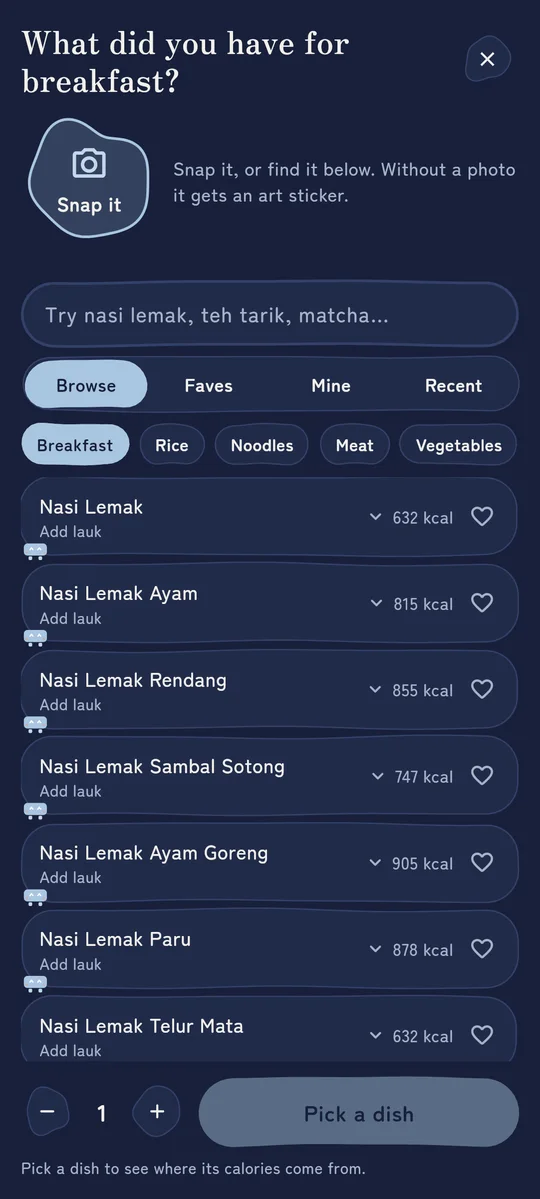 What did you have for
breakfast?
Snap it
Snap it, or find it below. Without a photo
it gets an art sticker.
Try nasi lemak, teh tarik, matcha...
Browse Faves Mine Recent
Breakfast Rice Noodles Meat Vegetables
Nasi Lemak
632 kcal
Add lauk
Nasi Lemak Ayam
815 kcal
Add lauk
Nasi Lemak Rendang
855 kcal
Add lauk
Nasi Lemak Sambal Sotong
747 kcal
Add lauk
Nasi Lemak Ayam Goreng
905 kcal
Add lauk
Nasi Lemak Paru
878 kcal
Add lauk
Nasi Lemak Telur Mata
632 kcal
Add lauk
− 1 + Pick a dish
Pick a dish to see where its calories come from.